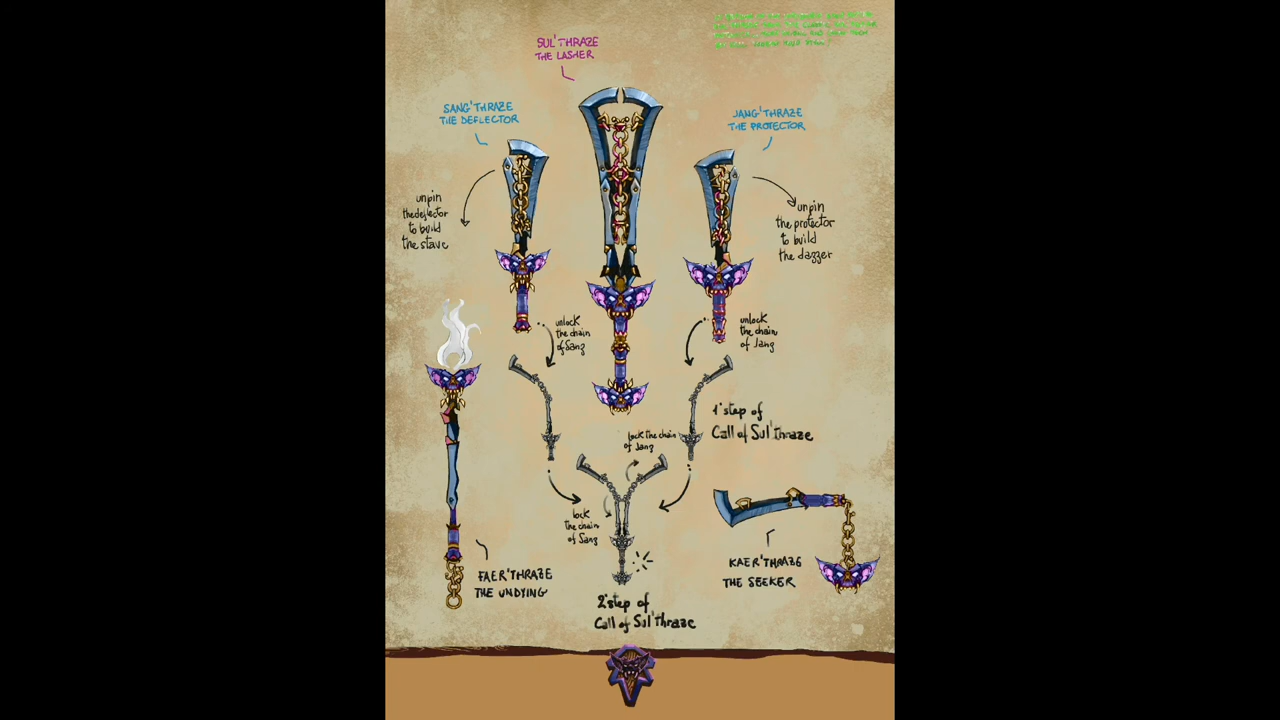 SUL'THRAZE
THE LASHER
SANG'THRAZE
THE DEFLECTOR
JANG'THRAZE
THE PROTECTOR
unpin
the deflector
to build
the stave
unpin
the protector
to build
the dagger
unlock
the chain
of Sang
unlock
the chain
of Jang
1°step of
Call of Sul'thraze
lock the chain
of Jang
lock
the chain
of Sang
FAER'THRAZE
THE UNDYING
KAER'THRAZE
THE SEEKER
2°step of
Call of Sul'thraze